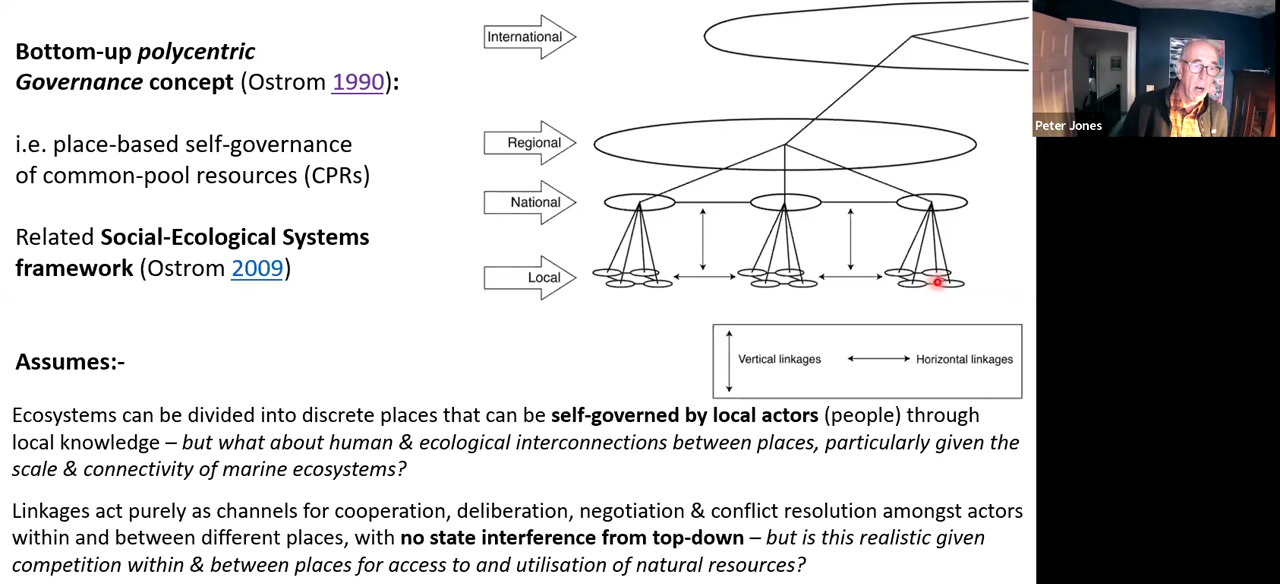 Bottom-up polycentric
Governance concept (Ostrom 1990):
i.e. place-based self-governance
of common-pool resources (CPRs)
Related Social-Ecological Systems
framework (Ostrom 2009)
International
Regional
National
Local
Vertical linkages
Horizontal linkages
Peter Jones
Assumes:-
Ecosystems can be divided into discrete places that can be self-governed by local actors (people) through
local knowledge – but what about human & ecological interconnections between places, particularly given the
scale & connectivity of marine ecosystems?
Linkages act purely as channels for cooperation, deliberation, negotiation & conflict resolution amongst actors
within and between different places, with no state interference from top-down – but is this realistic given
competition within & between places for access to and utilisation of natural resources?